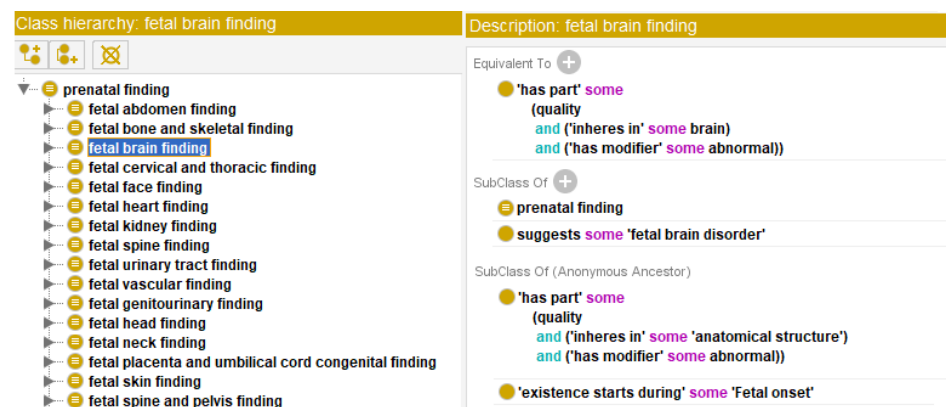 Class hierarchy: fetal brain finding
prenatal finding
fetal abdomen finding
fetal bone and skeletal finding
fetal brain finding
fetal cervical and thoracic finding
fetal face finding
fetal heart finding
fetal kidney finding
fetal spine finding
fetal urinary tract finding
fetal vascular finding
fetal genitourinary finding
fetal head finding
fetal neck finding
fetal placenta and umbilical cord congenital finding
fetal skin finding
fetal spine and pelvis finding
Description: fetal brain finding
Equivalent To
'has part' some
(quality
and ('inheres in' some brain)
and ('has modifier' some abnormal))
SubClass Of
prenatal finding
suggests some 'fetal brain disorder'
SubClass Of (Anonymous Ancestor)
'has part' some
(quality
and ('inheres in' some 'anatomical structure')
and ('has modifier' some abnormal))
'existence starts during' some 'Fetal onset'